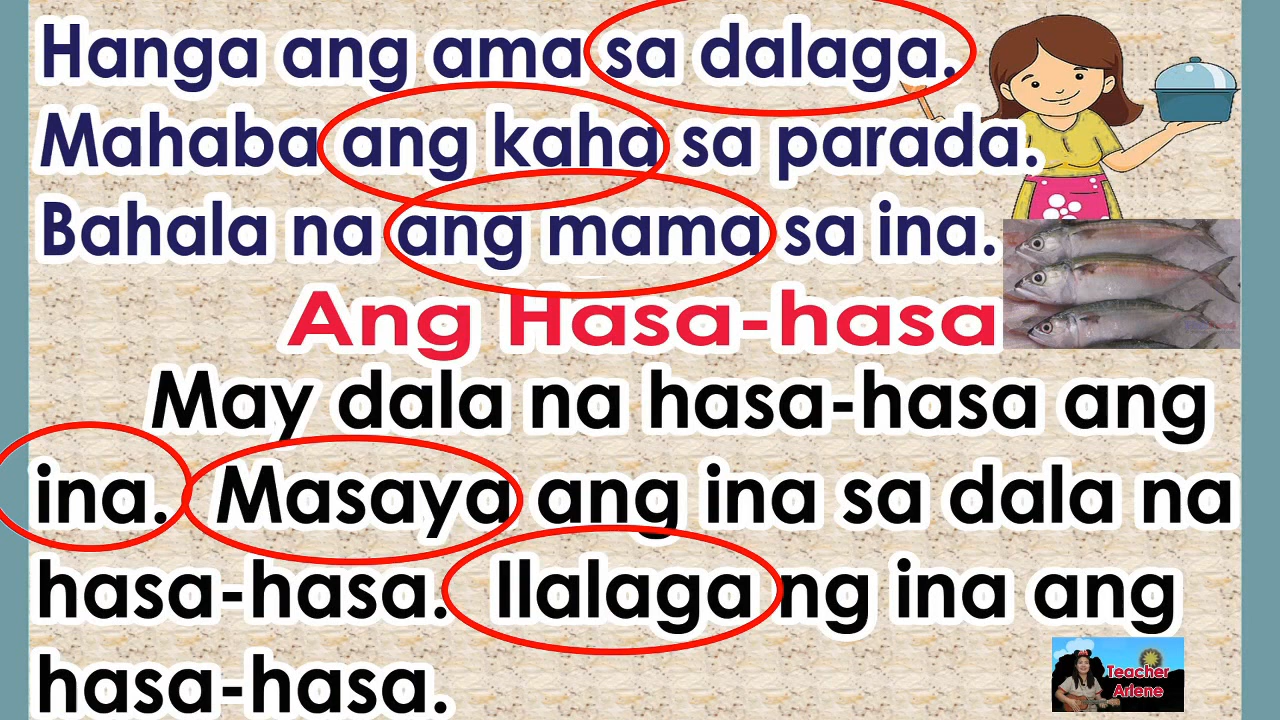 Hanga ang ama sa dalaga.
Mahaba ang kaha sa parada.
Bahala na ang mama sa ina.
Ang Hasa-hasa
May dala na hasa-hasa ang
ina. Masaya ang ina sa dala na
hasa-hasa. Ilalaga ng ina ang
hasa-hasa.
Teacher
Arlene